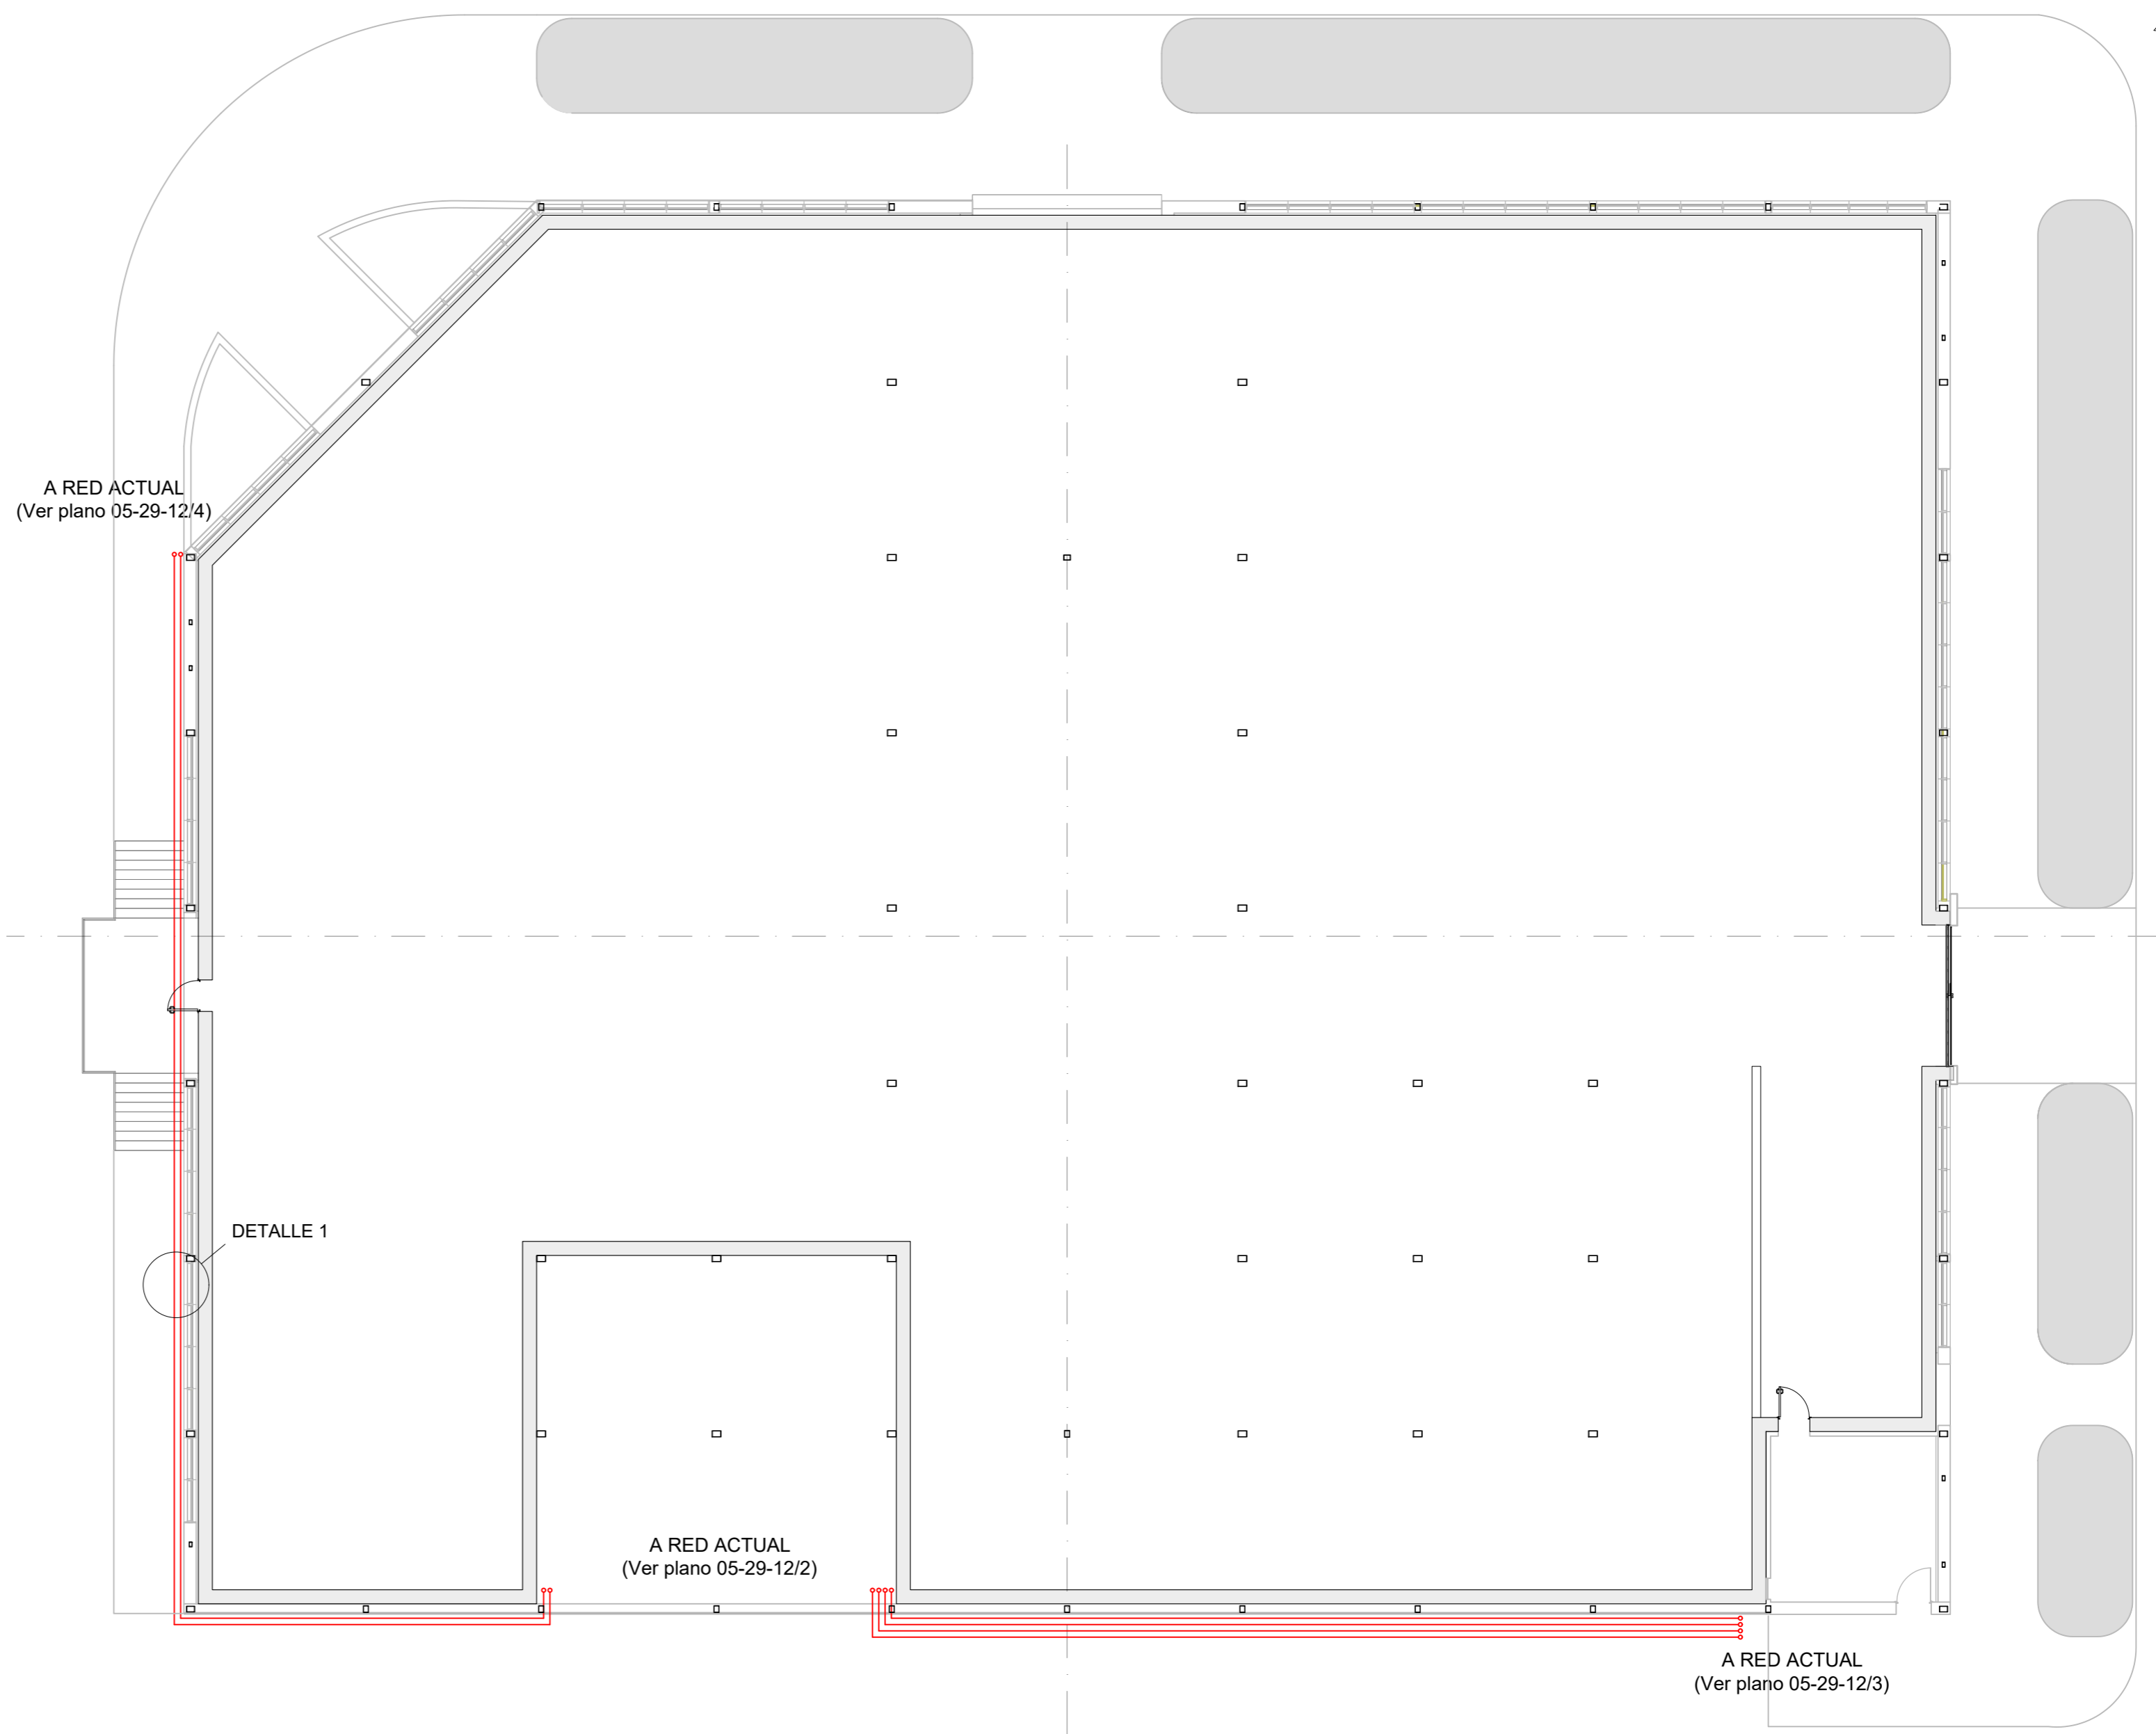 A RED ACTUAL
(Ver plano 05-29-12/4)
DETALLE 1
A RED ACTUAL
(Ver plano 05-29-12/2)
A RED ACTUAL
(Ver plano 05-29-12/3)